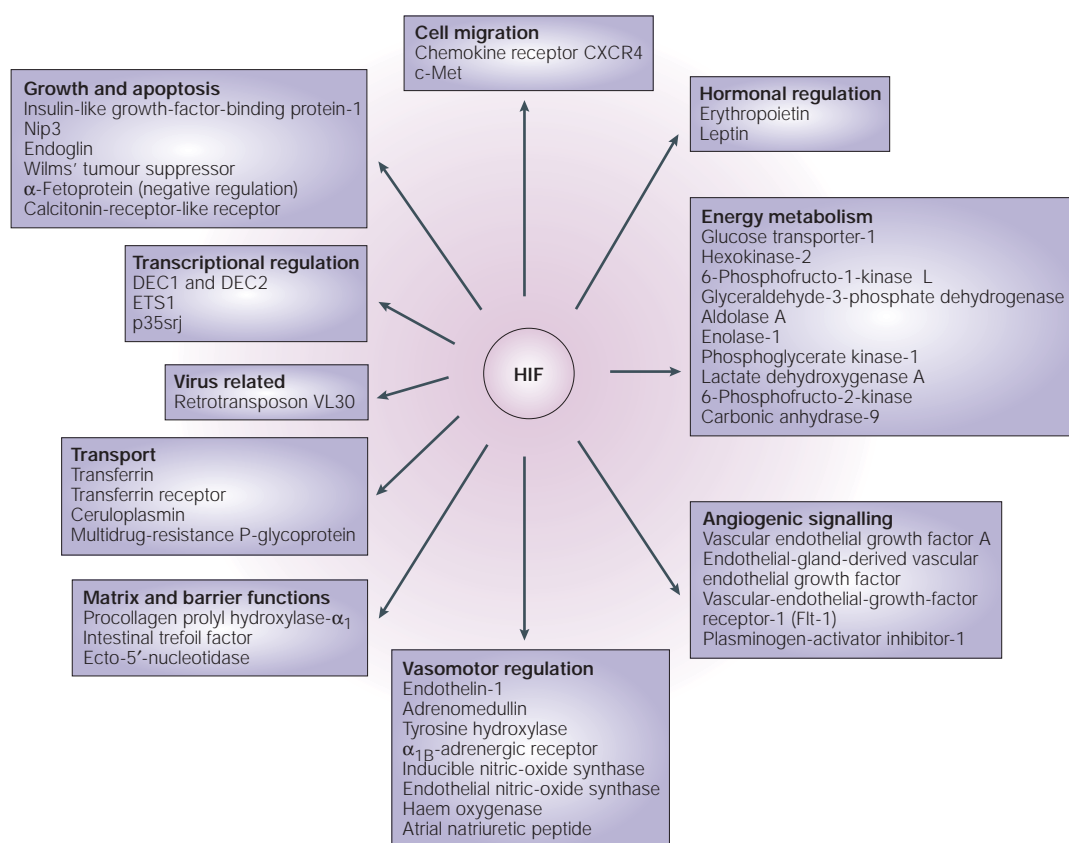 Cell migration
Chemokine receptor CXCR4
c-Met
Growth and apoptosis
Insulin-like growth-factor-binding protein-1
Nip3
Endoglin
Wilms' tumour suppressor
α-Fetoprotein (negative regulation)
Calcitonin-receptor-like receptor
Hormonal regulation
Erythropoietin
Leptin
Transcriptional regulation
DEC1 and DEC2
ETS1
p35srj
Energy metabolism
Glucose transporter-1
Hexokinase-2
6-Phosphofructo-1-kinase L
Glyceraldehyde-3-phosphate dehydrogenase
Aldolase A
Enolase-1
Phosphoglycerate kinase-1
Lactate dehydroxygenase A
6-Phosphofructo-2-kinase
Carbonic anhydrase-9
HIF
Virus related
Retrotransposon VL30
Transport
Transferrin
Transferrin receptor
Ceruloplasmin
Multidrug-resistance P-glycoprotein
Angiogenic signalling
Vascular endothelial growth factor A
Endothelial-gland-derived vascular
endothelial growth factor
Vascular-endothelial-growth-factor
receptor-1 (Flt-1)
Plasminogen-activator inhibitor-1
Matrix and barrier functions
Procollagen prolyl hydroxylase-α1
Intestinal trefoil factor
Ecto-5′-nucleotidase
Vasomotor regulation
Endothelin-1
Adrenomedullin
Tyrosine hydroxylase
α1B-adrenergic receptor
Inducible nitric-oxide synthase
Endothelial nitric-oxide synthase
Haem oxygenase
Atrial natriuretic peptide